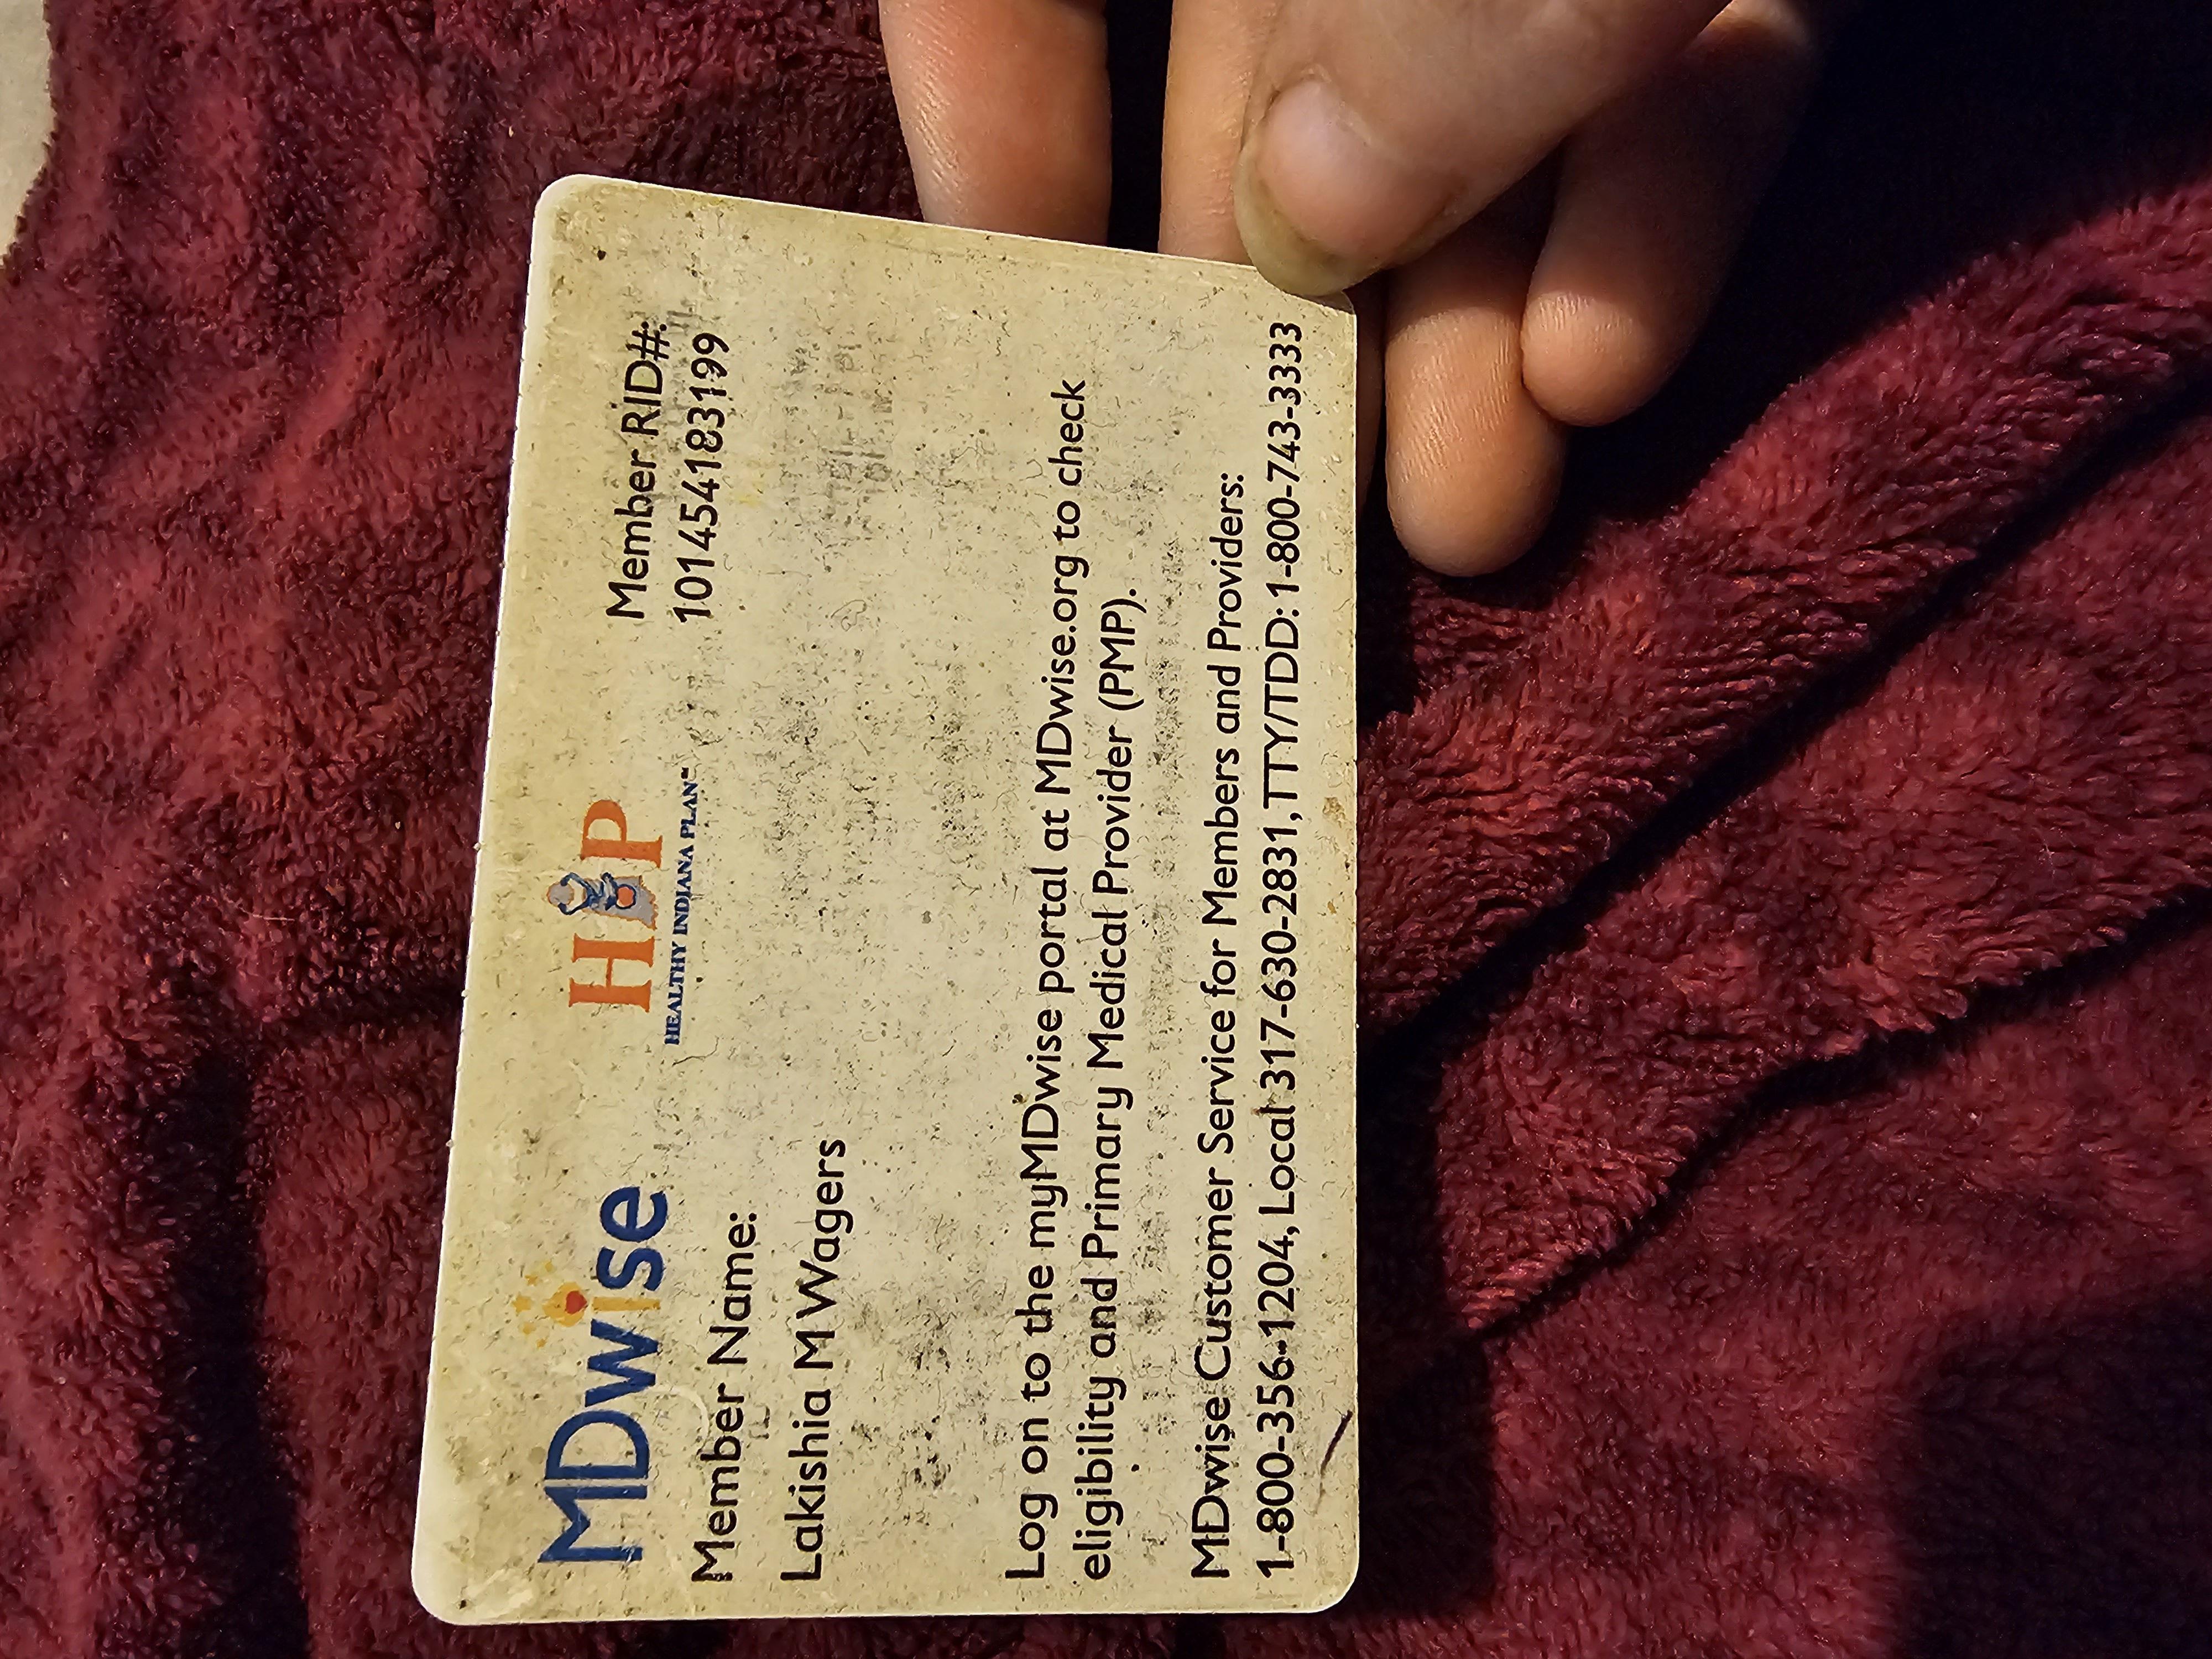 MDwise
HIP
HEALTHY INDIANA PLAN™
Member RID#:
101454183199
Member Name:
Lakishia M Wagers
Log on to the myMDwise portal at MDwise.org to check
eligibility and Primary Medical Provider (PMP).
MDwise Customer Service for Members and Providers:
1-800-356-1204, Local 317-630-2831, TTY/TDD: 1-800-743-3333